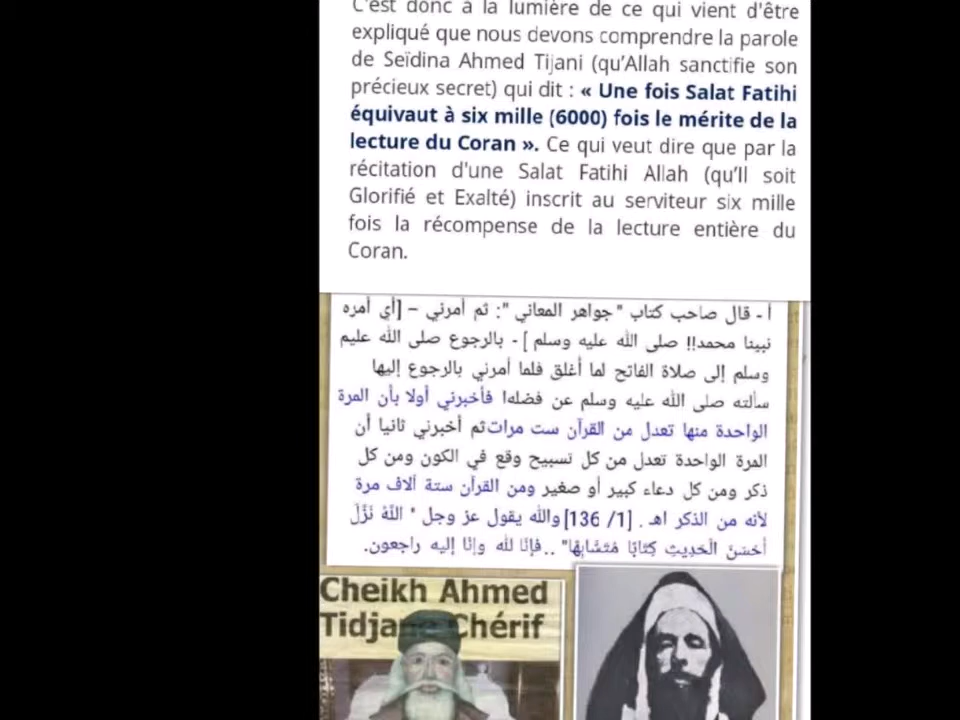 C'est donc à la lumière de ce qui vient d'être
expliqué que nous devons comprendre la parole
de Seïdina Ahmed Tijani (qu'Allah sanctifie son
précieux secret) qui dit : « Une fois Salat Fatihi
équivaut à six mille (6000) fois le mérite de la
lecture du Coran ». Ce qui veut dire que par la
récitation d'une Salat Fatihi Allah (qu'Il soit
Glorifié et Exalté) inscrit au serviteur six mille
fois la récompense de la lecture entière du
Coran.
أ - قال صاحب كتاب "جواهر المعاني": ثم أمرني – [أي أمره
نبينا محمد!! صلى الله عليه وسلم ] - بالرجوع صلى الله عليه
وسلم إلى صلاة الفاتح لما أغلق فلما أمرني بالرجوع إليها
سألته صلى الله عليه وسلم عن فضلها فأخبرني أولا بأن المرة
الواحدة منها تعدل من القرآن ست مرات ثم أخبرني ثانيا أن
المرة الواحدة تعدل من كل تسبيح وقع في الكون ومن كل
ذكر ومن كل دعاء كبير أو صغير ومن القرآن ستة آلاف مرة
لأنه من الذكر اهـ . [1/ 136] والله يقول عز وجل " اللَّهُ نَزَّلَ
أَحْسَنَ الْحَدِيثِ كِتَابًا مُتَشَابِهًا" ..فإنا لله وإنا إليه راجعون.
Cheikh Ahmed
Tidjane Chérif